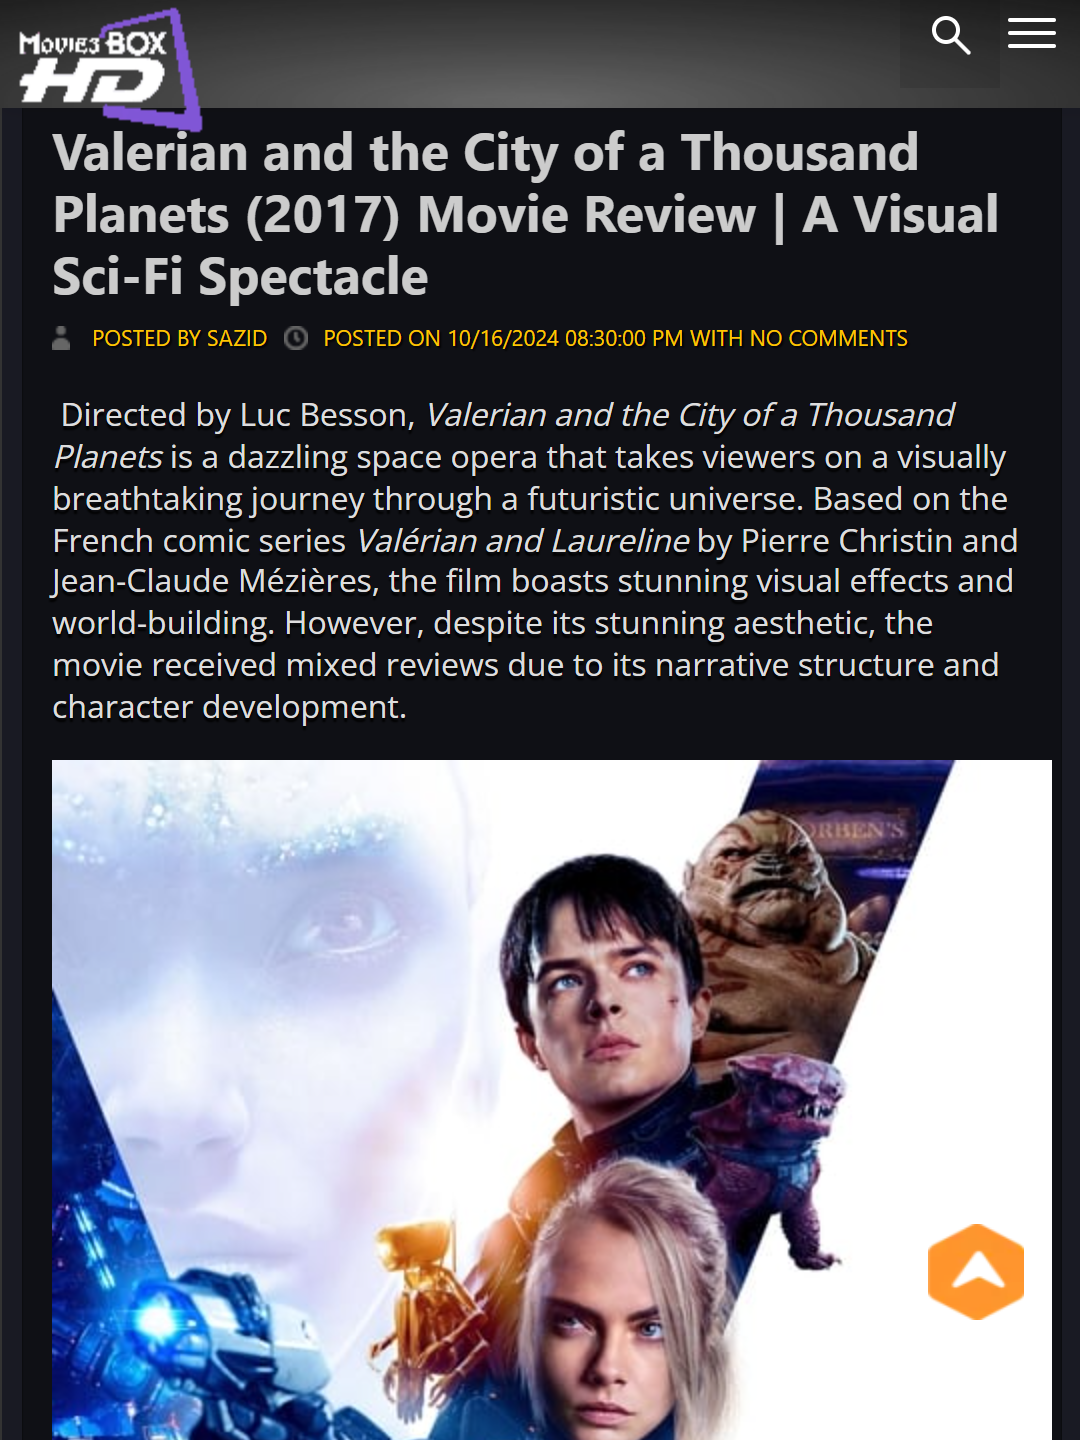 MOVIES BOX
HD
Valerian and the City of a Thousand
Planets (2017) Movie Review | A Visual
Sci-Fi Spectacle
POSTED BY SAZID POSTED ON 10/16/2024 08:30:00 PM WITH NO COMMENTS
Directed by Luc Besson, Valerian and the City of a Thousand
Planets is a dazzling space opera that takes viewers on a visually
breathtaking journey through a futuristic universe. Based on the
French comic series Valérian and Laureline by Pierre Christin and
Jean-Claude Mézières, the film boasts stunning visual effects and
world-building. However, despite its stunning aesthetic, the
movie received mixed reviews due to its narrative structure and
character development.
ORBEN'S